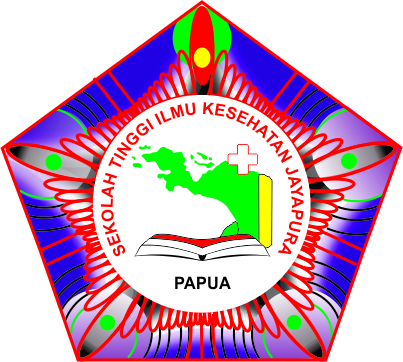 SEKOLAH TINGGI ILMU KESEHATAN JAYAPURA
PAPUA